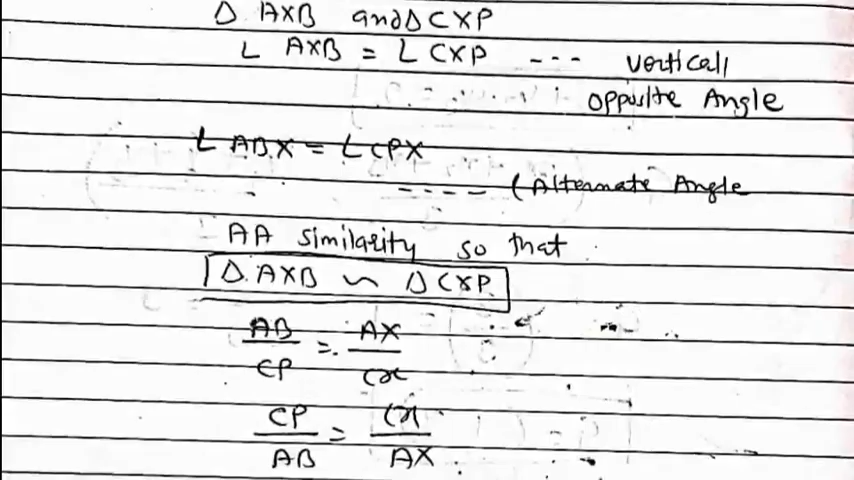 Δ AXB and Δ CXP
∠ AXB = ∠ CXP --- verticall
opposite Angle
∠ ABX = ∠ CPX
---- (Alternate Angle
AA similarity so that
Δ AXB ~ Δ CXP
AB/CP = AX/CX
CP/AB = CX/AX